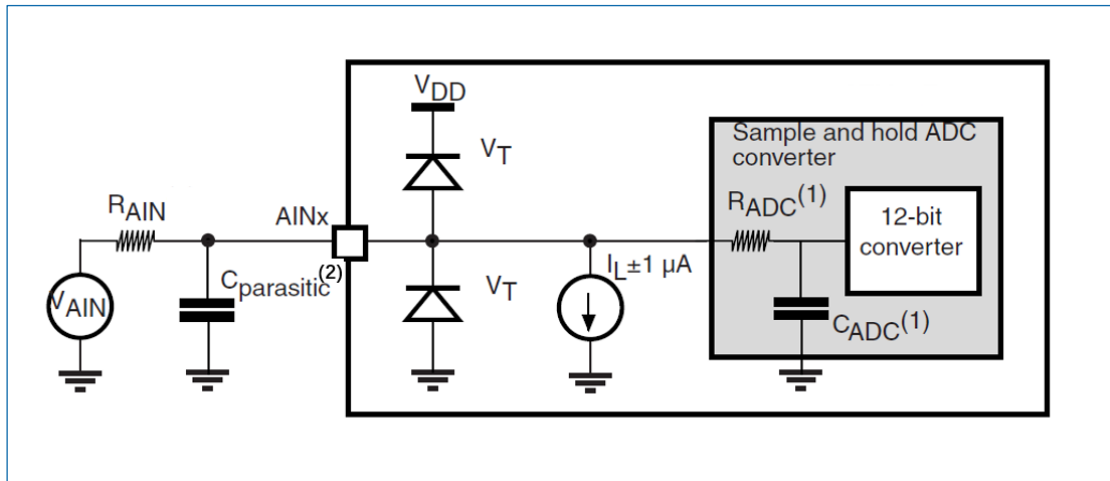 VDD
VT
Sample and hold ADC
converter
RAIN
AINx
RADC(1)
12-bit
converter
Cparasitic(2)
VT
IL±1 µA
VAIN
CADC(1)